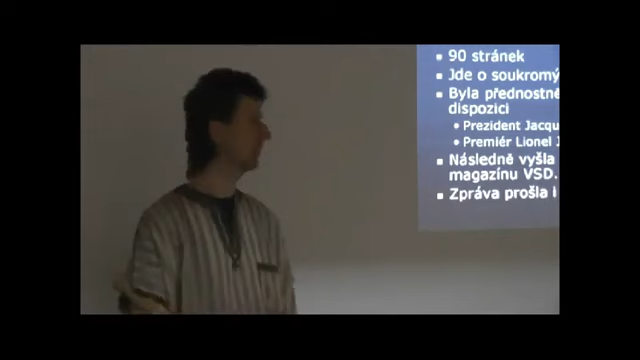 90 stránek
Jde o soukromý
Byla přednostně
dispozici
Prezident Jacqu
Premiér Lionel J
Následně vyšla
magazínu VSD.
Zpráva prošla i